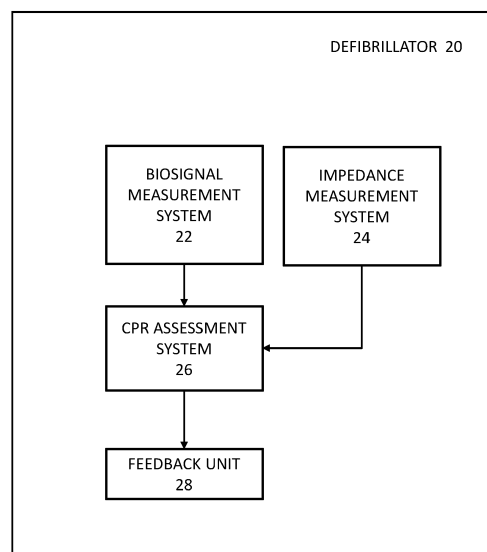 DEFIBRILLATOR 20
BIOSIGNAL
MEASUREMENT
SYSTEM
22
IMPEDANCE
MEASUREMENT
SYSTEM
24
CPR ASSESSMENT
SYSTEM
26
FEEDBACK UNIT
28